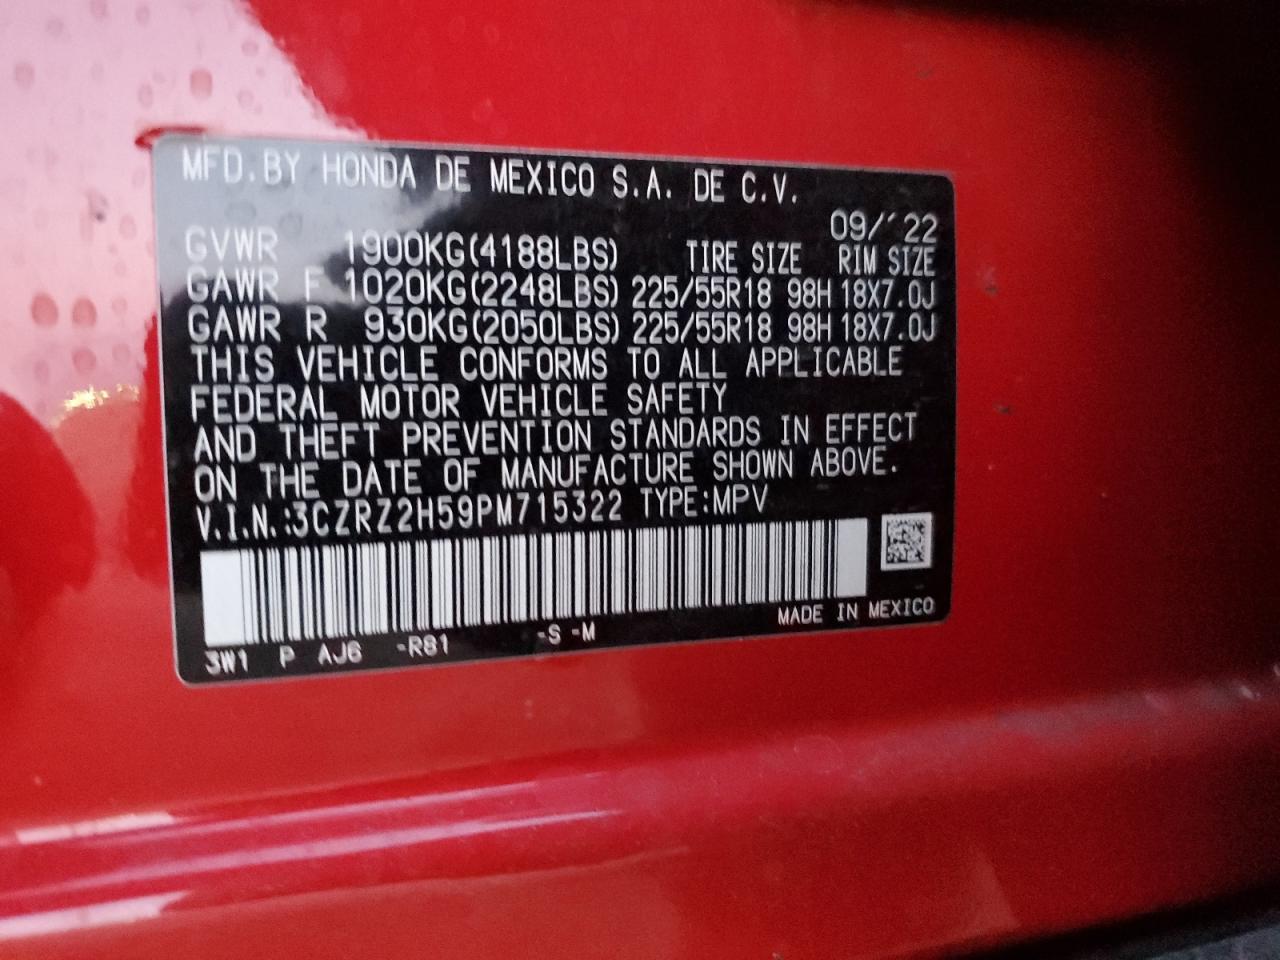 MFD.BY HONDA DE MEXICO S.A. DE C.V.
09/'22
GVWR 1900KG(4188LBS) TIRE SIZE RIM SIZE
GAWR F 1020KG(2248LBS) 225/55R18 98H 18X7.0J
GAWR R 930KG(2050LBS) 225/55R18 98H 18X7.0J
THIS VEHICLE CONFORMS TO ALL APPLICABLE
FEDERAL MOTOR VEHICLE SAFETY
AND THEFT PREVENTION STANDARDS IN EFFECT
ON THE DATE OF MANUFACTURE SHOWN ABOVE.
V.I.N.:3CZRZ2H59PM715322 TYPE:MPV
MADE IN MEXICO
3W1 P AJ6 -R81 -S -M